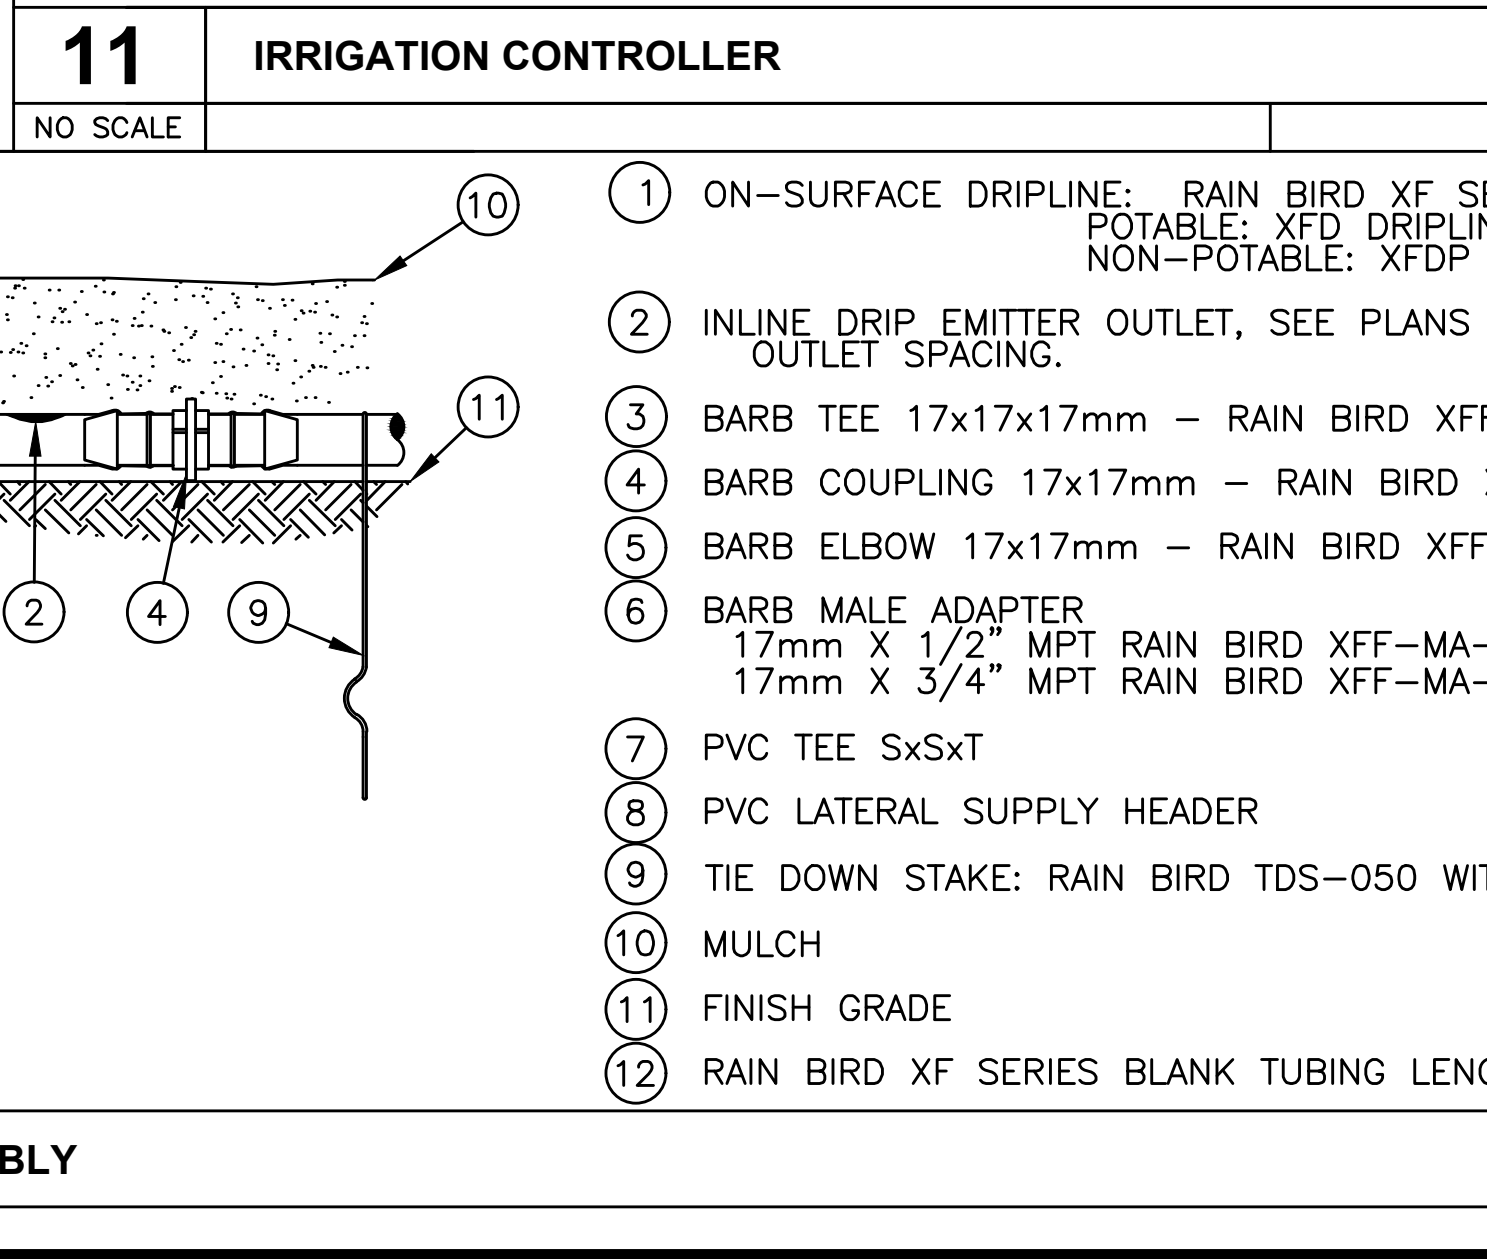 11
IRRIGATION CONTROLLER
NO SCALE
10
11
2
4
9
1 ON-SURFACE DRIPLINE: RAIN BIRD XF
POTABLE: XFD
NON-POTABLE: XFDP
2 INLINE DRIP EMITTER OUTLET, SEE PLANS
OUTLET SPACING.
3 BARB TEE 17x17x17mm – RAIN BIRD
4 BARB COUPLING 17x17mm – RAIN BIRD
5 BARB ELBOW 17x17mm – RAIN BIRD XFF
6 BARB MALE ADAPTER
17mm X 1/2" MPT RAIN BIRD XFF-MA-
17mm X 3/4" MPT RAIN BIRD XFF-MA-
7 PVC TEE SxSxT
8 PVC LATERAL SUPPLY HEADER
9 TIE DOWN STAKE: RAIN BIRD TDS-050
10 MULCH
11 FINISH GRADE
12 RAIN BIRD XF SERIES BLANK TUBING
BLY